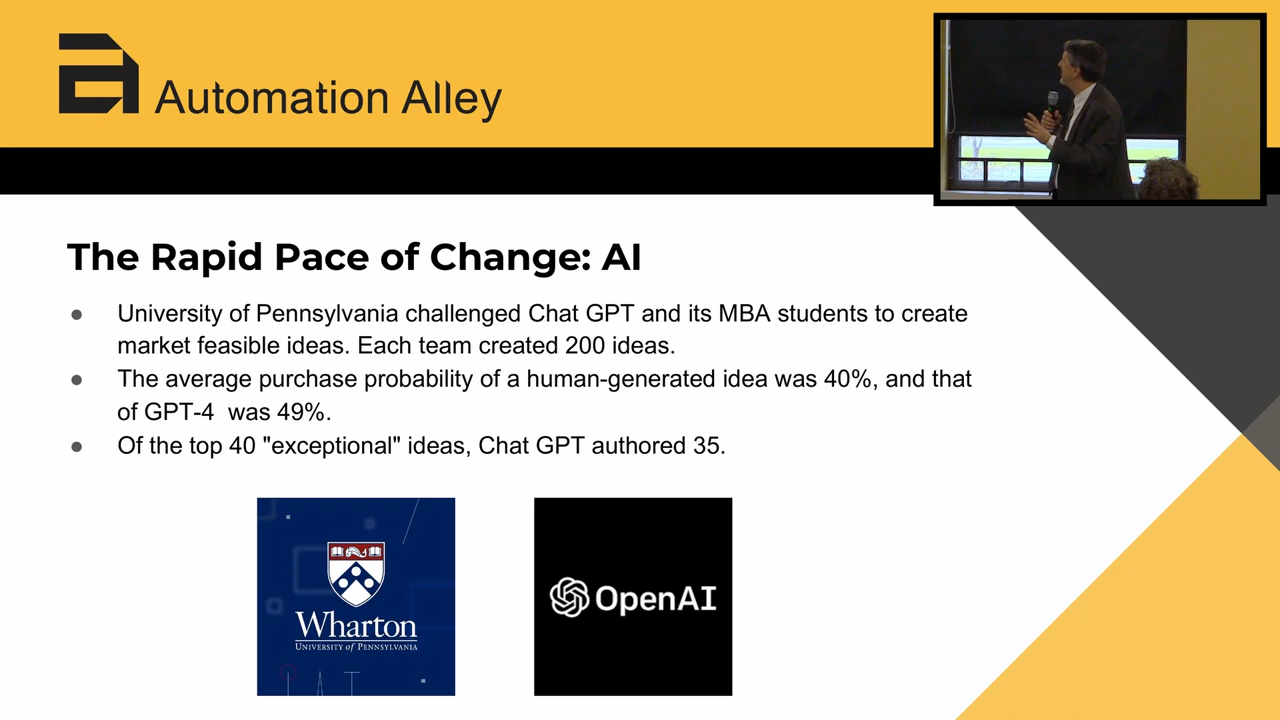 Automation Alley
The Rapid Pace of Change: AI
● University of Pennsylvania challenged Chat GPT and its MBA students to create
market feasible ideas. Each team created 200 ideas.
● The average purchase probability of a human-generated idea was 40%, and that
of GPT-4  was 49%.
● Of the top 40 "exceptional" ideas, Chat GPT authored 35.
Wharton
UNIVERSITY of PENNSYLVANIA
OpenAI